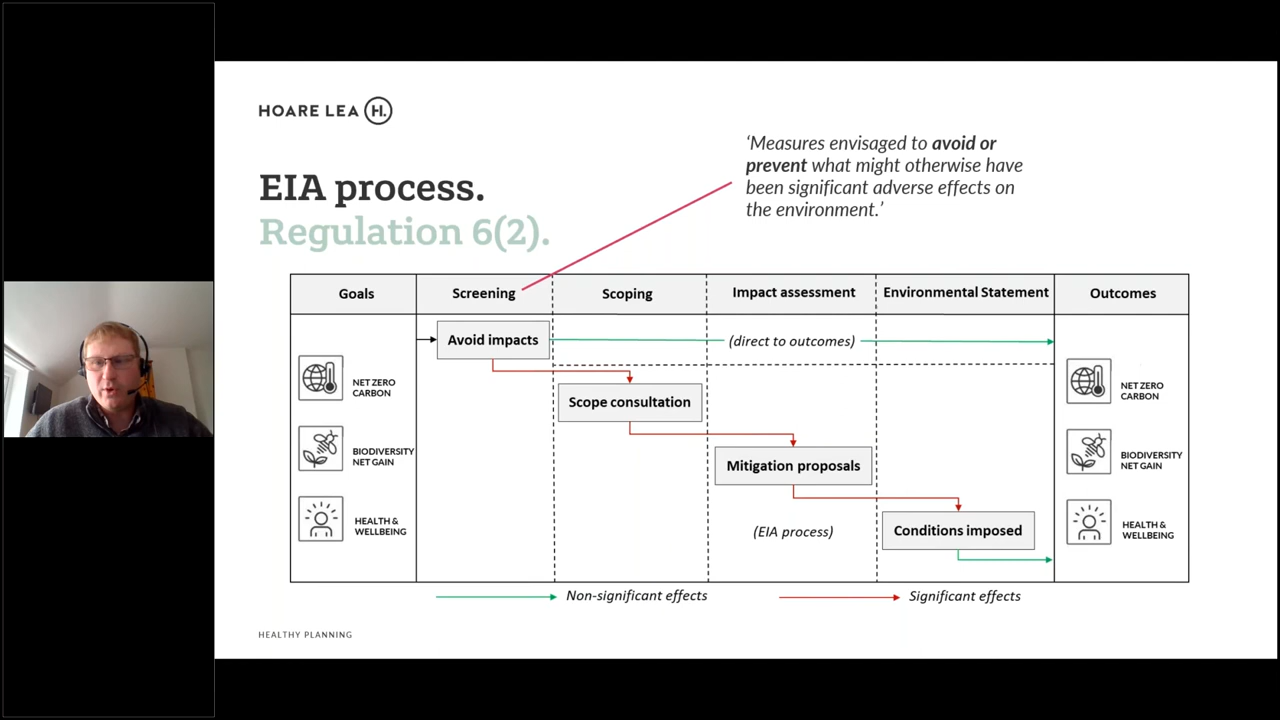 HOARE LEA H.
‘Measures envisaged to avoid or
prevent what might otherwise have
been significant adverse effects on
the environment.’
EIA process.
Regulation 6(2).
Goals
Screening
Scoping
Impact assessment
Environmental Statement
Outcomes
Avoid impacts
(direct to outcomes)
NET ZERO
CARBON
Scope consultation
NET ZERO
CARBON
BIODIVERSITY
NET GAIN
Mitigation proposals
BIODIVERSITY
NET GAIN
HEALTH &
WELLBEING
(EIA process)
Conditions imposed
HEALTH &
WELLBEING
Non-significant effects
Significant effects
HEALTHY PLANNING